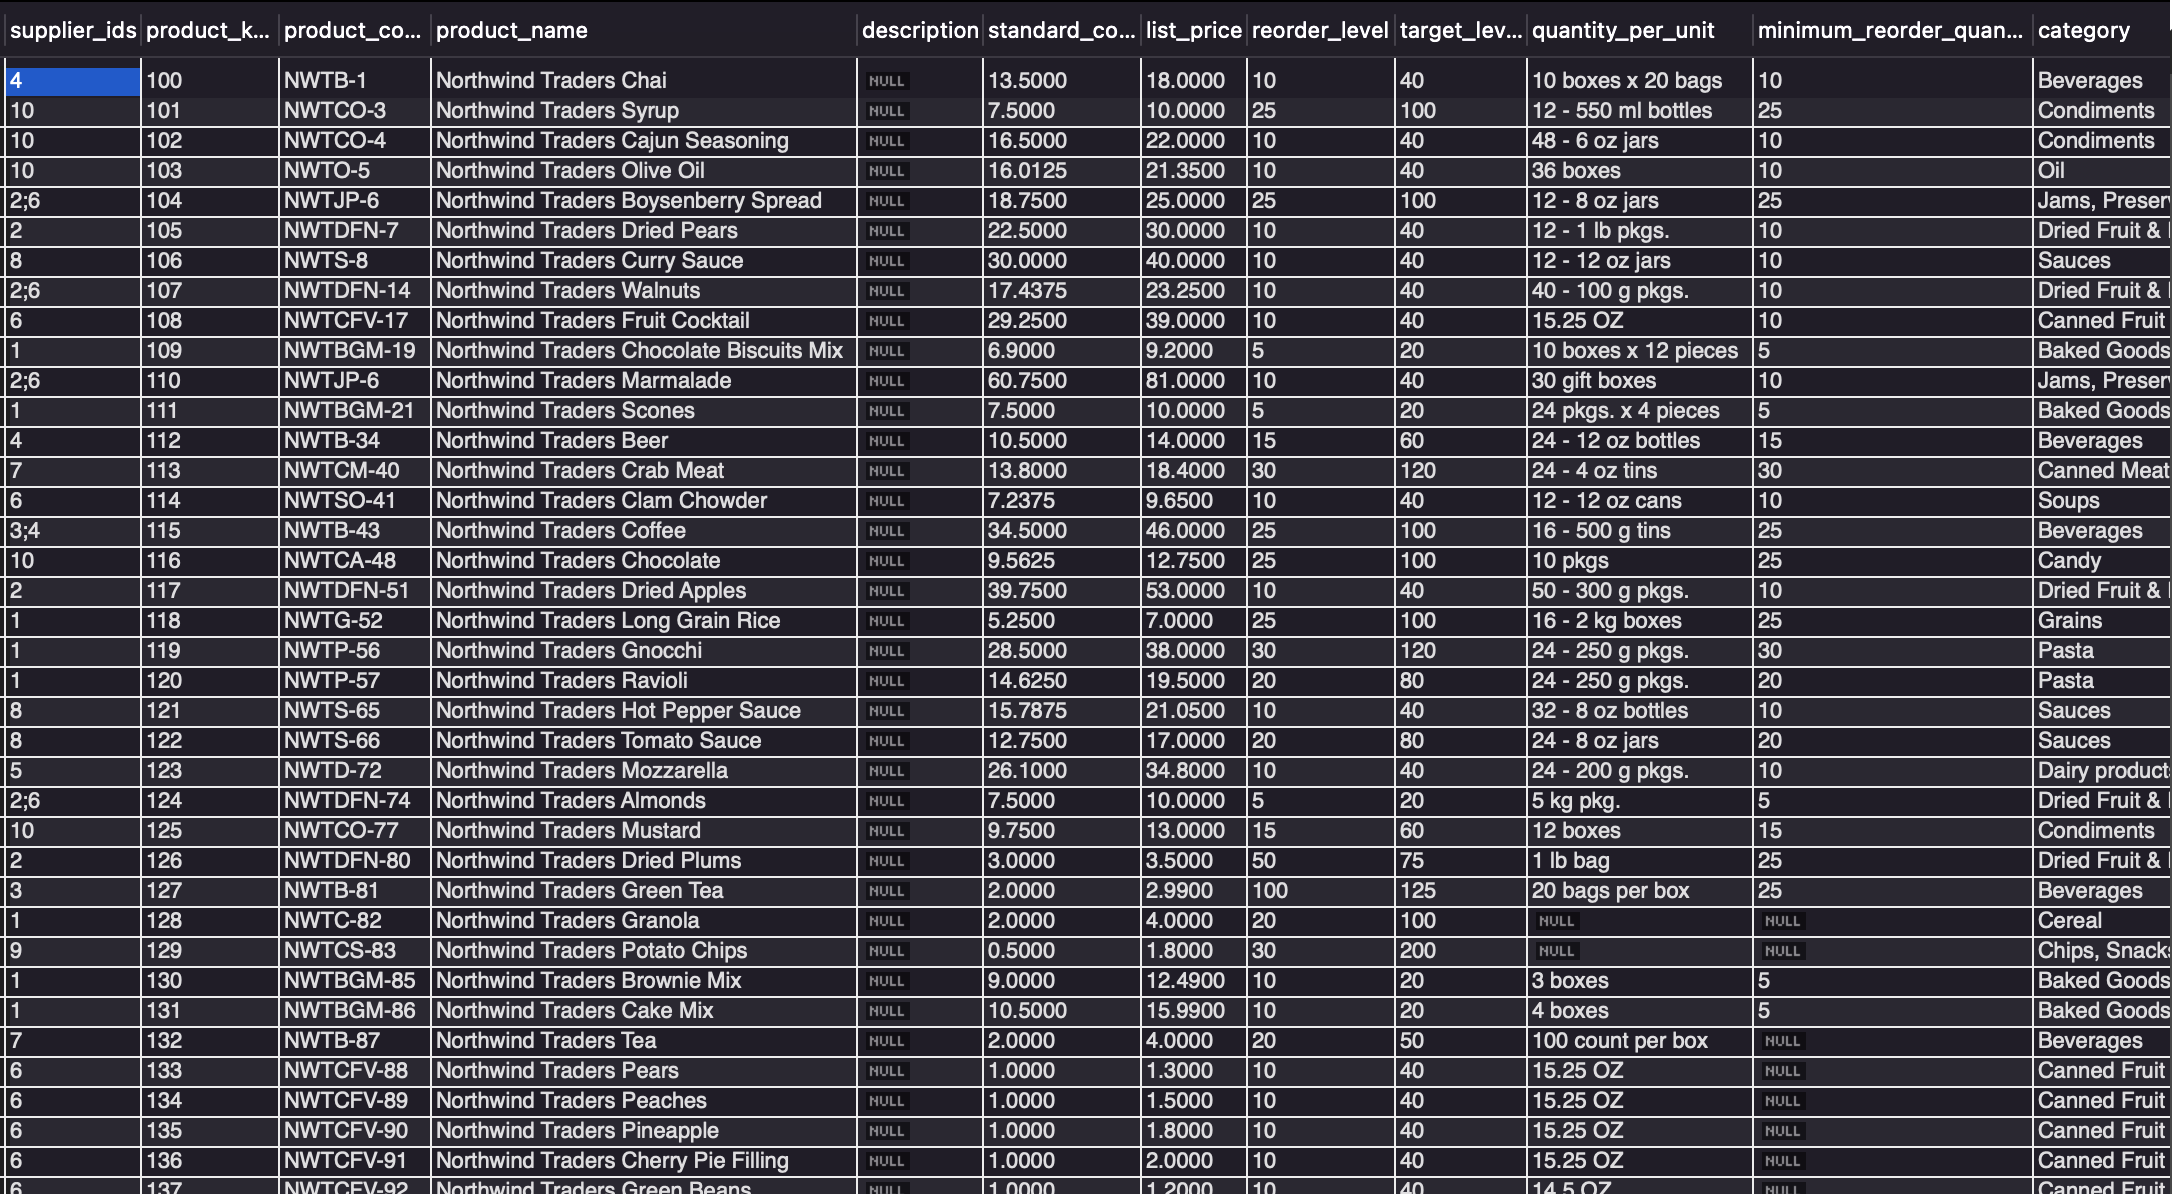 supplier_ids product_k... product_co... product_name description standard_co... list_price reorder_level target_lev... quantity_per_unit minimum_reorder_quan... category
4 100 NWTB-1 Northwind Traders Chai NULL 13.5000 18.0000 10 40 10 boxes x 20 bags 10 Beverages
10 101 NWTCO-3 Northwind Traders Syrup NULL 7.5000 10.0000 25 100 12 - 550 ml bottles 25 Condiments
10 102 NWTCO-4 Northwind Traders Cajun Seasoning NULL 16.5000 22.0000 10 40 48 - 6 oz jars 10 Condiments
10 103 NWTO-5 Northwind Traders Olive Oil NULL 16.0125 21.3500 10 40 36 boxes 10 Oil
2;6 104 NWTJP-6 Northwind Traders Boysenberry Spread NULL 18.7500 25.0000 25 100 12 - 8 oz jars 25 Jams, Preserv
2 105 NWTDFN-7 Northwind Traders Dried Pears NULL 22.5000 30.0000 10 40 12 - 1 lb pkgs. 10 Dried Fruit &
8 106 NWTS-8 Northwind Traders Curry Sauce NULL 30.0000 40.0000 10 40 12 - 12 oz jars 10 Sauces
2;6 107 NWTDFN-14 Northwind Traders Walnuts NULL 17.4375 23.2500 10 40 40 - 100 g pkgs. 10 Dried Fruit &
6 108 NWTCFV-17 Northwind Traders Fruit Cocktail NULL 29.2500 39.0000 10 40 15.25 OZ 10 Canned Fruit
1 109 NWTBGM-19 Northwind Traders Chocolate Biscuits Mix NULL 6.9000 9.2000 5 20 10 boxes x 12 pieces 5 Baked Goods
2;6 110 NWTJP-6 Northwind Traders Marmalade NULL 60.7500 81.0000 10 40 30 gift boxes 10 Jams, Preserv
1 111 NWTBGM-21 Northwind Traders Scones NULL 7.5000 10.0000 5 20 24 pkgs. x 4 pieces 5 Baked Goods
4 112 NWTB-34 Northwind Traders Beer NULL 10.5000 14.0000 15 60 24 - 12 oz bottles 15 Beverages
7 113 NWTCM-40 Northwind Traders Crab Meat NULL 13.8000 18.4000 30 120 24 - 4 oz tins 30 Canned Meat
6 114 NWTSO-41 Northwind Traders Clam Chowder NULL 7.2375 9.6500 10 40 12 - 12 oz cans 10 Soups
3;4 115 NWTB-43 Northwind Traders Coffee NULL 34.5000 46.0000 25 100 16 - 500 g tins 25 Beverages
10 116 NWTCA-48 Northwind Traders Chocolate NULL 9.5625 12.7500 25 100 10 pkgs 25 Candy
2 117 NWTDFN-51 Northwind Traders Dried Apples NULL 39.7500 53.0000 10 40 50 - 300 g pkgs. 10 Dried Fruit &
1 118 NWTG-52 Northwind Traders Long Grain Rice NULL 5.2500 7.0000 25 100 16 - 2 kg boxes 25 Grains
1 119 NWTP-56 Northwind Traders Gnocchi NULL 28.5000 38.0000 30 120 24 - 250 g pkgs. 30 Pasta
1 120 NWTP-57 Northwind Traders Ravioli NULL 14.6250 19.5000 20 80 24 - 250 g pkgs. 20 Pasta
8 121 NWTS-65 Northwind Traders Hot Pepper Sauce NULL 15.7875 21.0500 10 40 32 - 8 oz bottles 10 Sauces
8 122 NWTS-66 Northwind Traders Tomato Sauce NULL 12.7500 17.0000 20 80 24 - 8 oz jars 20 Sauces
5 123 NWTD-72 Northwind Traders Mozzarella NULL 26.1000 34.8000 10 40 24 - 200 g pkgs. 10 Dairy product
2;6 124 NWTDFN-74 Northwind Traders Almonds NULL 7.5000 10.0000 5 20 5 kg pkg. 5 Dried Fruit &
10 125 NWTCO-77 Northwind Traders Mustard NULL 9.7500 13.0000 15 60 12 boxes 15 Condiments
2 126 NWTDFN-80 Northwind Traders Dried Plums NULL 3.0000 3.5000 50 75 1 lb bag 25 Dried Fruit &
3 127 NWTB-81 Northwind Traders Green Tea NULL 2.0000 2.9900 100 125 20 bags per box 25 Beverages
1 128 NWTC-82 Northwind Traders Granola NULL 2.0000 4.0000 20 100 NULL NULL Cereal
9 129 NWTCS-83 Northwind Traders Potato Chips NULL 0.5000 1.8000 30 200 NULL NULL Chips, Snacks
1 130 NWTBGM-85 Northwind Traders Brownie Mix NULL 9.0000 12.4900 10 20 3 boxes 5 Baked Goods
1 131 NWTBGM-86 Northwind Traders Cake Mix NULL 10.5000 15.9900 10 20 4 boxes 5 Baked Goods
7 132 NWTB-87 Northwind Traders Tea NULL 2.0000 4.0000 20 50 100 count per box NULL Beverages
6 133 NWTCFV-88 Northwind Traders Pears NULL 1.0000 1.3000 10 40 15.25 OZ NULL Canned Fruit
6 134 NWTCFV-89 Northwind Traders Peaches NULL 1.0000 1.5000 10 40 15.25 OZ NULL Canned Fruit
6 135 NWTCFV-90 Northwind Traders Pineapple NULL 1.0000 1.8000 10 40 15.25 OZ NULL Canned Fruit
6 136 NWTCFV-91 Northwind Traders Cherry Pie Filling NULL 1.0000 2.0000 10 40 15.25 OZ NULL Canned Fruit
6 137 NWTCFV-92 Northwind Traders Green Beans NULL 1.0000 1.2000 10 40 14.5 OZ NULL Canned Fruit